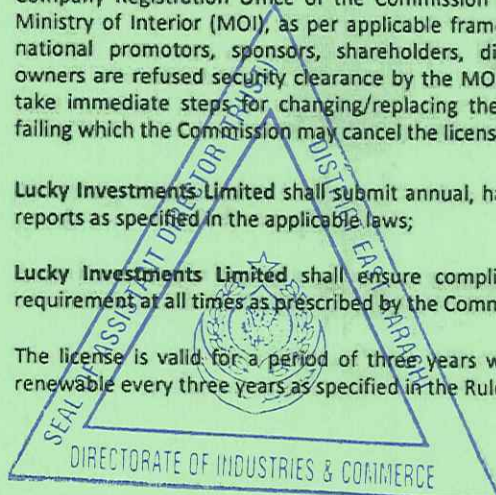 Company Registration Office of the Commission
Ministry of Interior (MOI), as per applicable fram
national promotors, sponsors, shareholders, di
owners are refused security clearance by the MO
take immediate steps for changing/replacing the
failing which the Commission may cancel the licens
Lucky Investments Limited shall submit annual, ha
reports as specified in the applicable laws;
Lucky Investments Limited shall ensure compli
requirement at all times as prescribed by the Comm
The license is valid for a period of three years w
renewable every three years as specified in the Rul
SEAL OF ASSISTANT DIRECTOR (TRUST)
DISTRICT EAST KARACHI
DIRECTORATE OF INDUSTRIES & COMMERCE